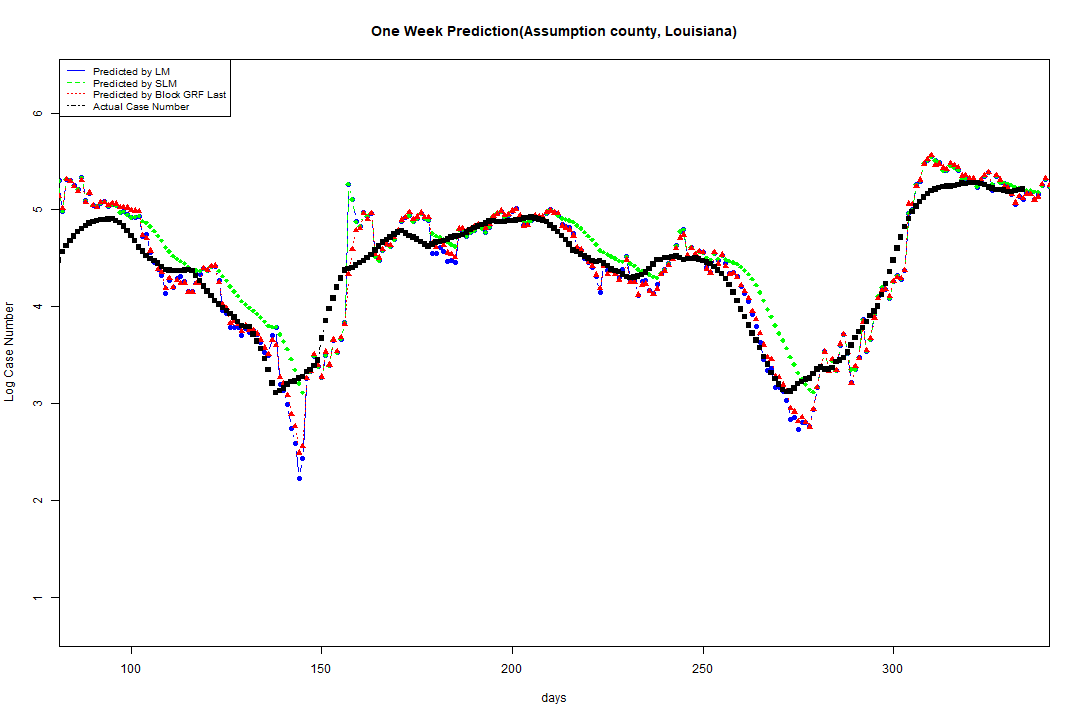 One Week Prediction(Assumption county, Louisiana)
Predicted by LM
Predicted by SLM
Predicted by Block GRF Last
Actual Case Number
6
5
4
3
2
1
Log Case Number
100 150 200 250 300
days